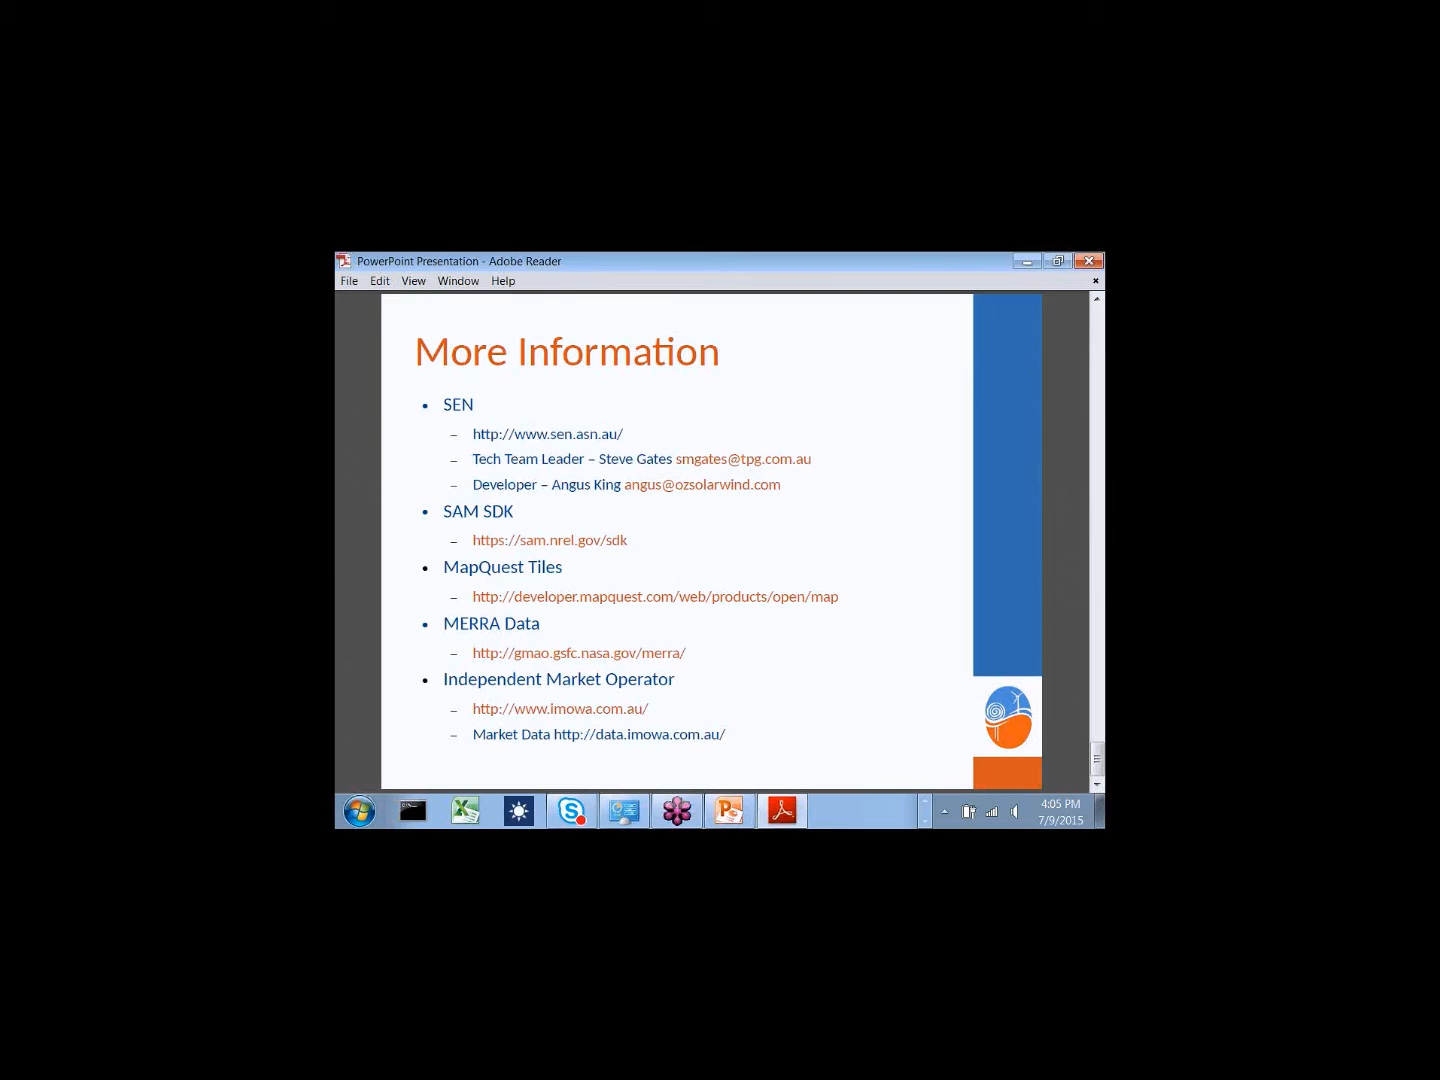 PowerPoint Presentation - Adobe Reader
File Edit View Window Help
More Information
• SEN
– http://www.sen.asn.au/
– Tech Team Leader – Steve Gates smgates@tpg.com.au
– Developer – Angus King angus@ozsolarwind.com
• SAM SDK
– https://sam.nrel.gov/sdk
• MapQuest Tiles
– http://developer.mapquest.com/web/products/open/map
• MERRA Data
– http://gmao.gsfc.nasa.gov/merra/
• Independent Market Operator
– http://www.imowa.com.au/
– Market Data http://data.imowa.com.au/
4:05 PM
7/9/2015